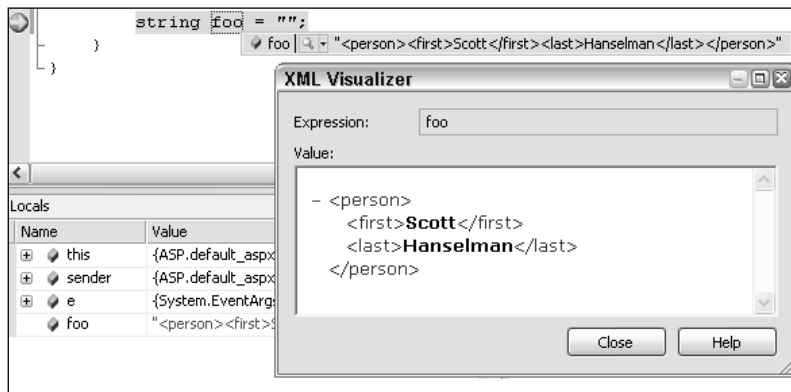 string foo = "";
foo "<person><first>Scott</first><last>Hanselman</last></person>"
}
}
XML Visualizer
Expression: foo
Value:
- <person>
<first>Scott</first>
<last>Hanselman</last>
</person>
Close Help
Locals
Name Value
this {ASP.default_aspx
sender {ASP.default_aspx
e {System.EventArg
foo "<person><first>S